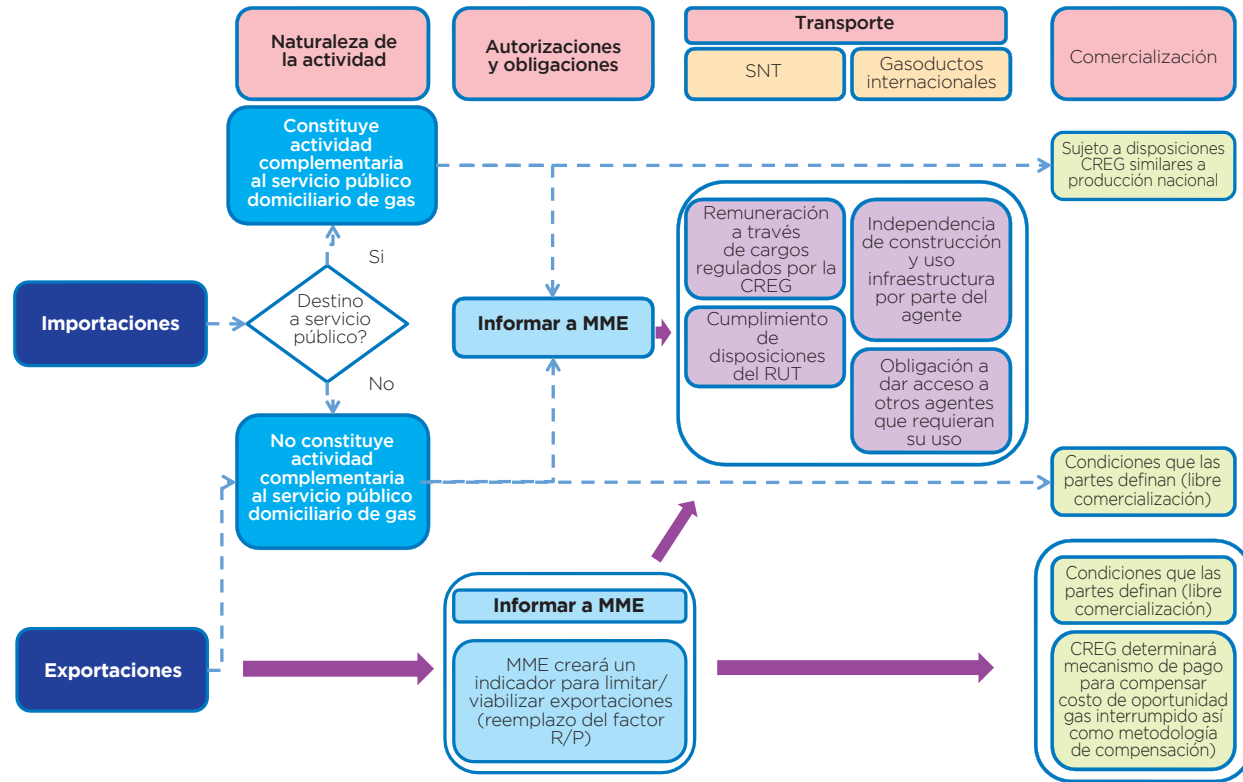 Naturaleza de
la actividad
Autorizaciones
y obligaciones
Transporte
SNT
Gasoductos
internacionales
Comercialización
Constituye
actividad
complementaria
al servicio público
domiciliario de gas
Sujeto a disposiciones
CREG similares a
producción nacional
Si
Importaciones
Destino
a servicio
público?
No
Informar a MME
Remuneración
a través
de cargos
regulados por la
CREG
Independencia
de construcción
y uso
infraestructura
por parte del
agente
Cumplimiento
de
disposiciones
del RUT
Obligación a
dar acceso a
otros agentes
que requieran
su uso
No constituye
actividad
complementaria
al servicio público
domiciliario de gas
Condiciones que las
partes definan (libre
comercialización)
Exportaciones
Informar a MME
MME creará un
indicador para limitar/
viabilizar exportaciones
(reemplazo del factor
R/P)
Condiciones que las
partes definan (libre
comercialización)
CREG determinará
mecanismo de pago
para compensar
costo de oportunidad
gas interrumpido así
como metodología
de compensación)